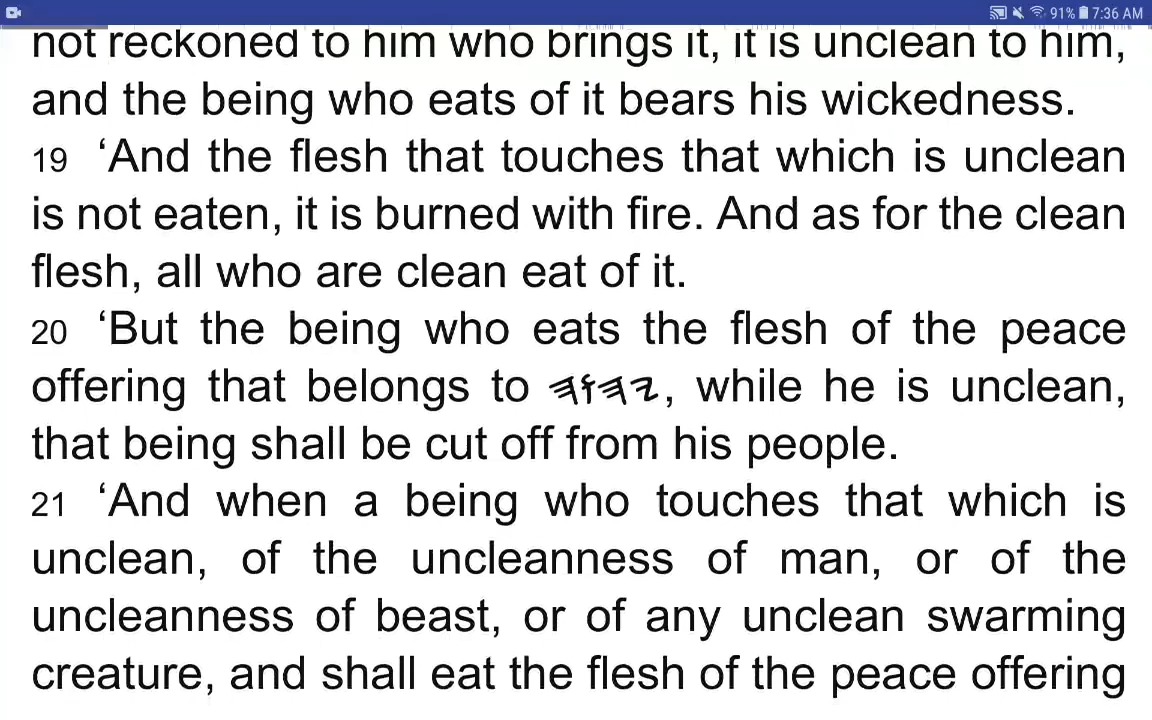 91% 7:36 AM
not reckoned to him who brings it, it is unclean to him,
and the being who eats of it bears his wickedness.
19 ‘And the flesh that touches that which is unclean
is not eaten, it is burned with fire. And as for the clean
flesh, all who are clean eat of it.
20 ‘But the being who eats the flesh of the peace
offering that belongs to 𐤉𐤄𐤅𐤄, while he is unclean,
that being shall be cut off from his people.
21 ‘And when a being who touches that which is
unclean, of the uncleanness of man, or of the
uncleanness of beast, or of any unclean swarming
creature, and shall eat the flesh of the peace offering